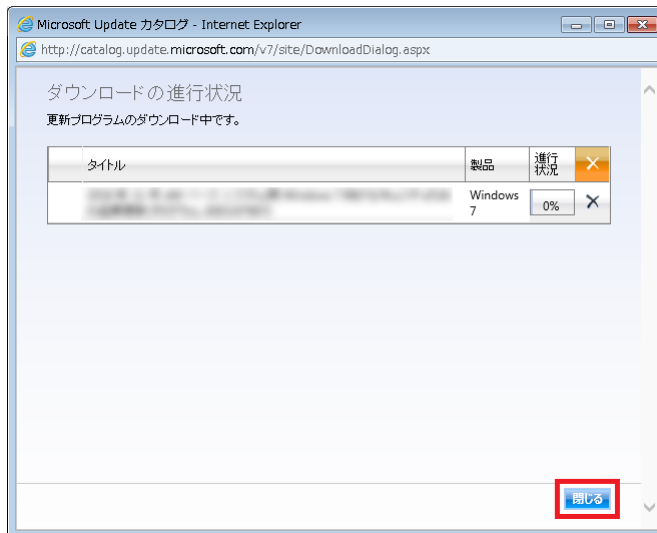 Microsoft Update カタログ - Internet Explorer
http://catalog.update.microsoft.com/v7/site/DownloadDialog.aspx
ダウンロードの進行状況
更新プログラムのダウンロード中です。
タイトル 製品 進行
状況
Windows
7 0%
閉じる